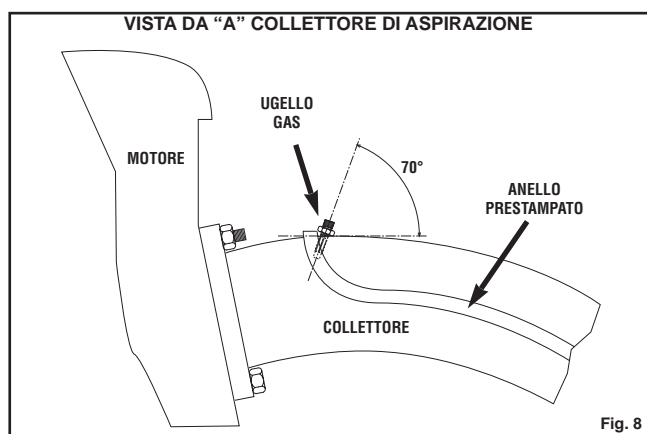 VISTA DA “A” COLLETTORE DI ASPIRAZIONE
UGELLO
GAS
MOTORE
70°
ANELLO
PRESTAMPATO
COLLETTORE
Fig. 8